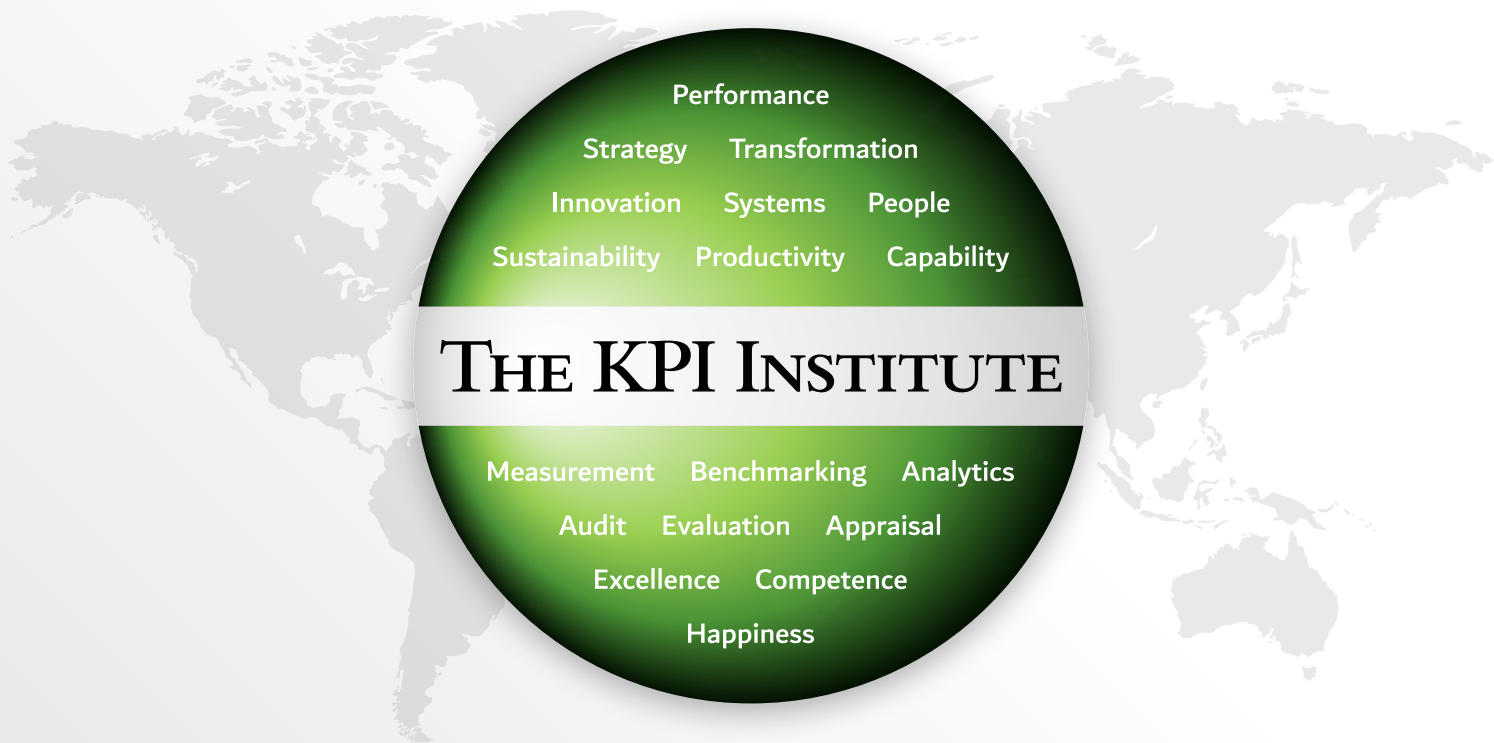 Performance
Strategy Transformation
Innovation Systems People
Sustainability Productivity Capability
The KPI Institute
Measurement Benchmarking Analytics
Audit Evaluation Appraisal
Excellence Competence
Happiness